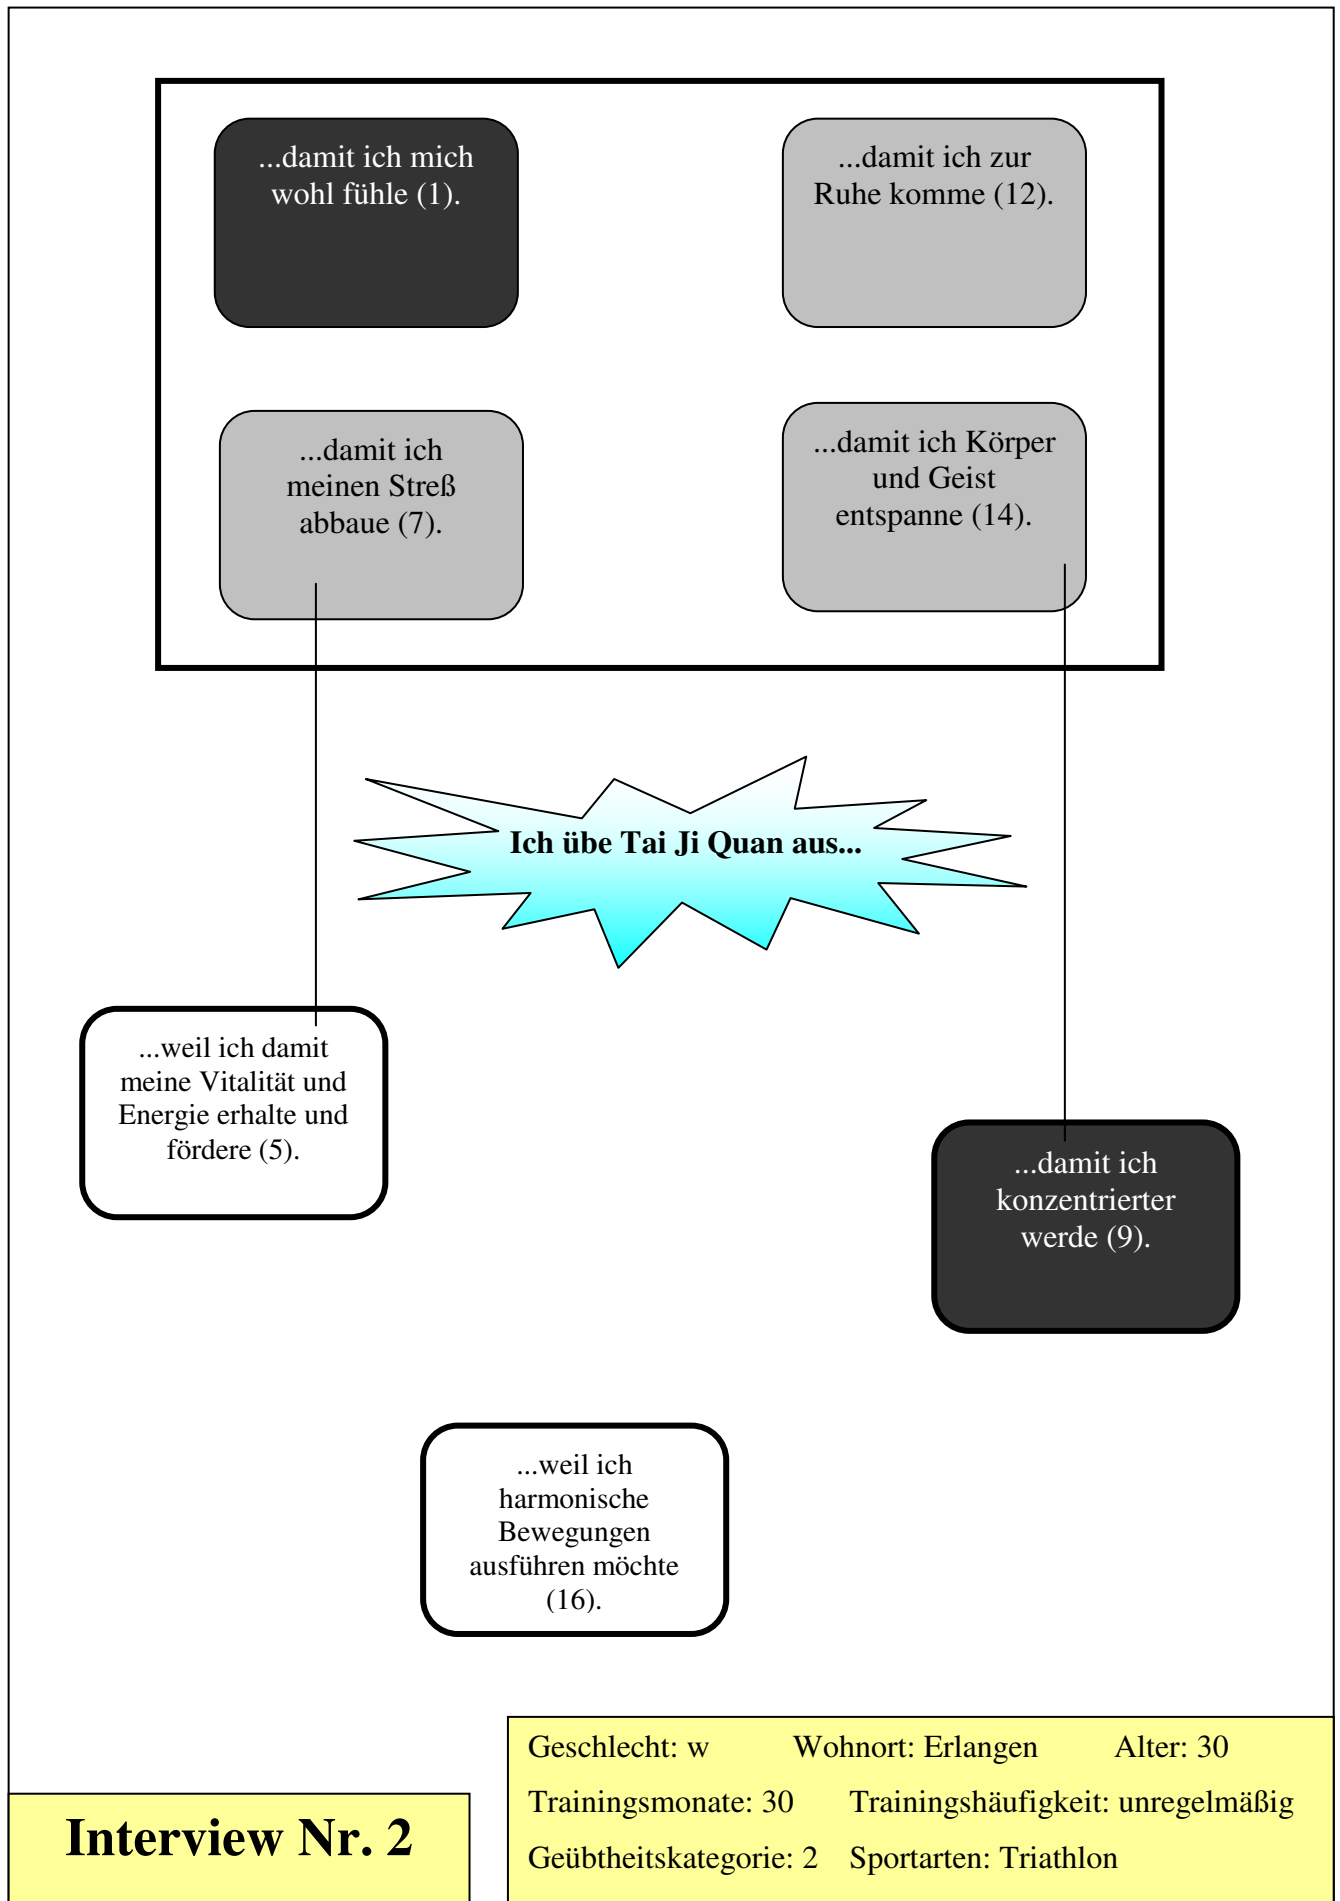 ...damit ich mich
wohl fühle (1).
...damit ich zur
Ruhe komme (12).
...damit ich
meinen Streß
abbaue (7).
...damit ich Körper
und Geist
entspanne (14).
Ich übe Tai Ji Quan aus...
...weil ich damit
meine Vitalität und
Energie erhalte und
fördere (5).
...damit ich
konzentrierter
werde (9).
...weil ich
harmonische
Bewegungen
ausführen möchte
(16).
Interview Nr. 2
Geschlecht: w Wohnort: Erlangen Alter: 30
Trainingsmonate: 30 Trainingshäufigkeit: unregelmäßig
Geübtheitskategorie: 2 Sportarten: Triathlon